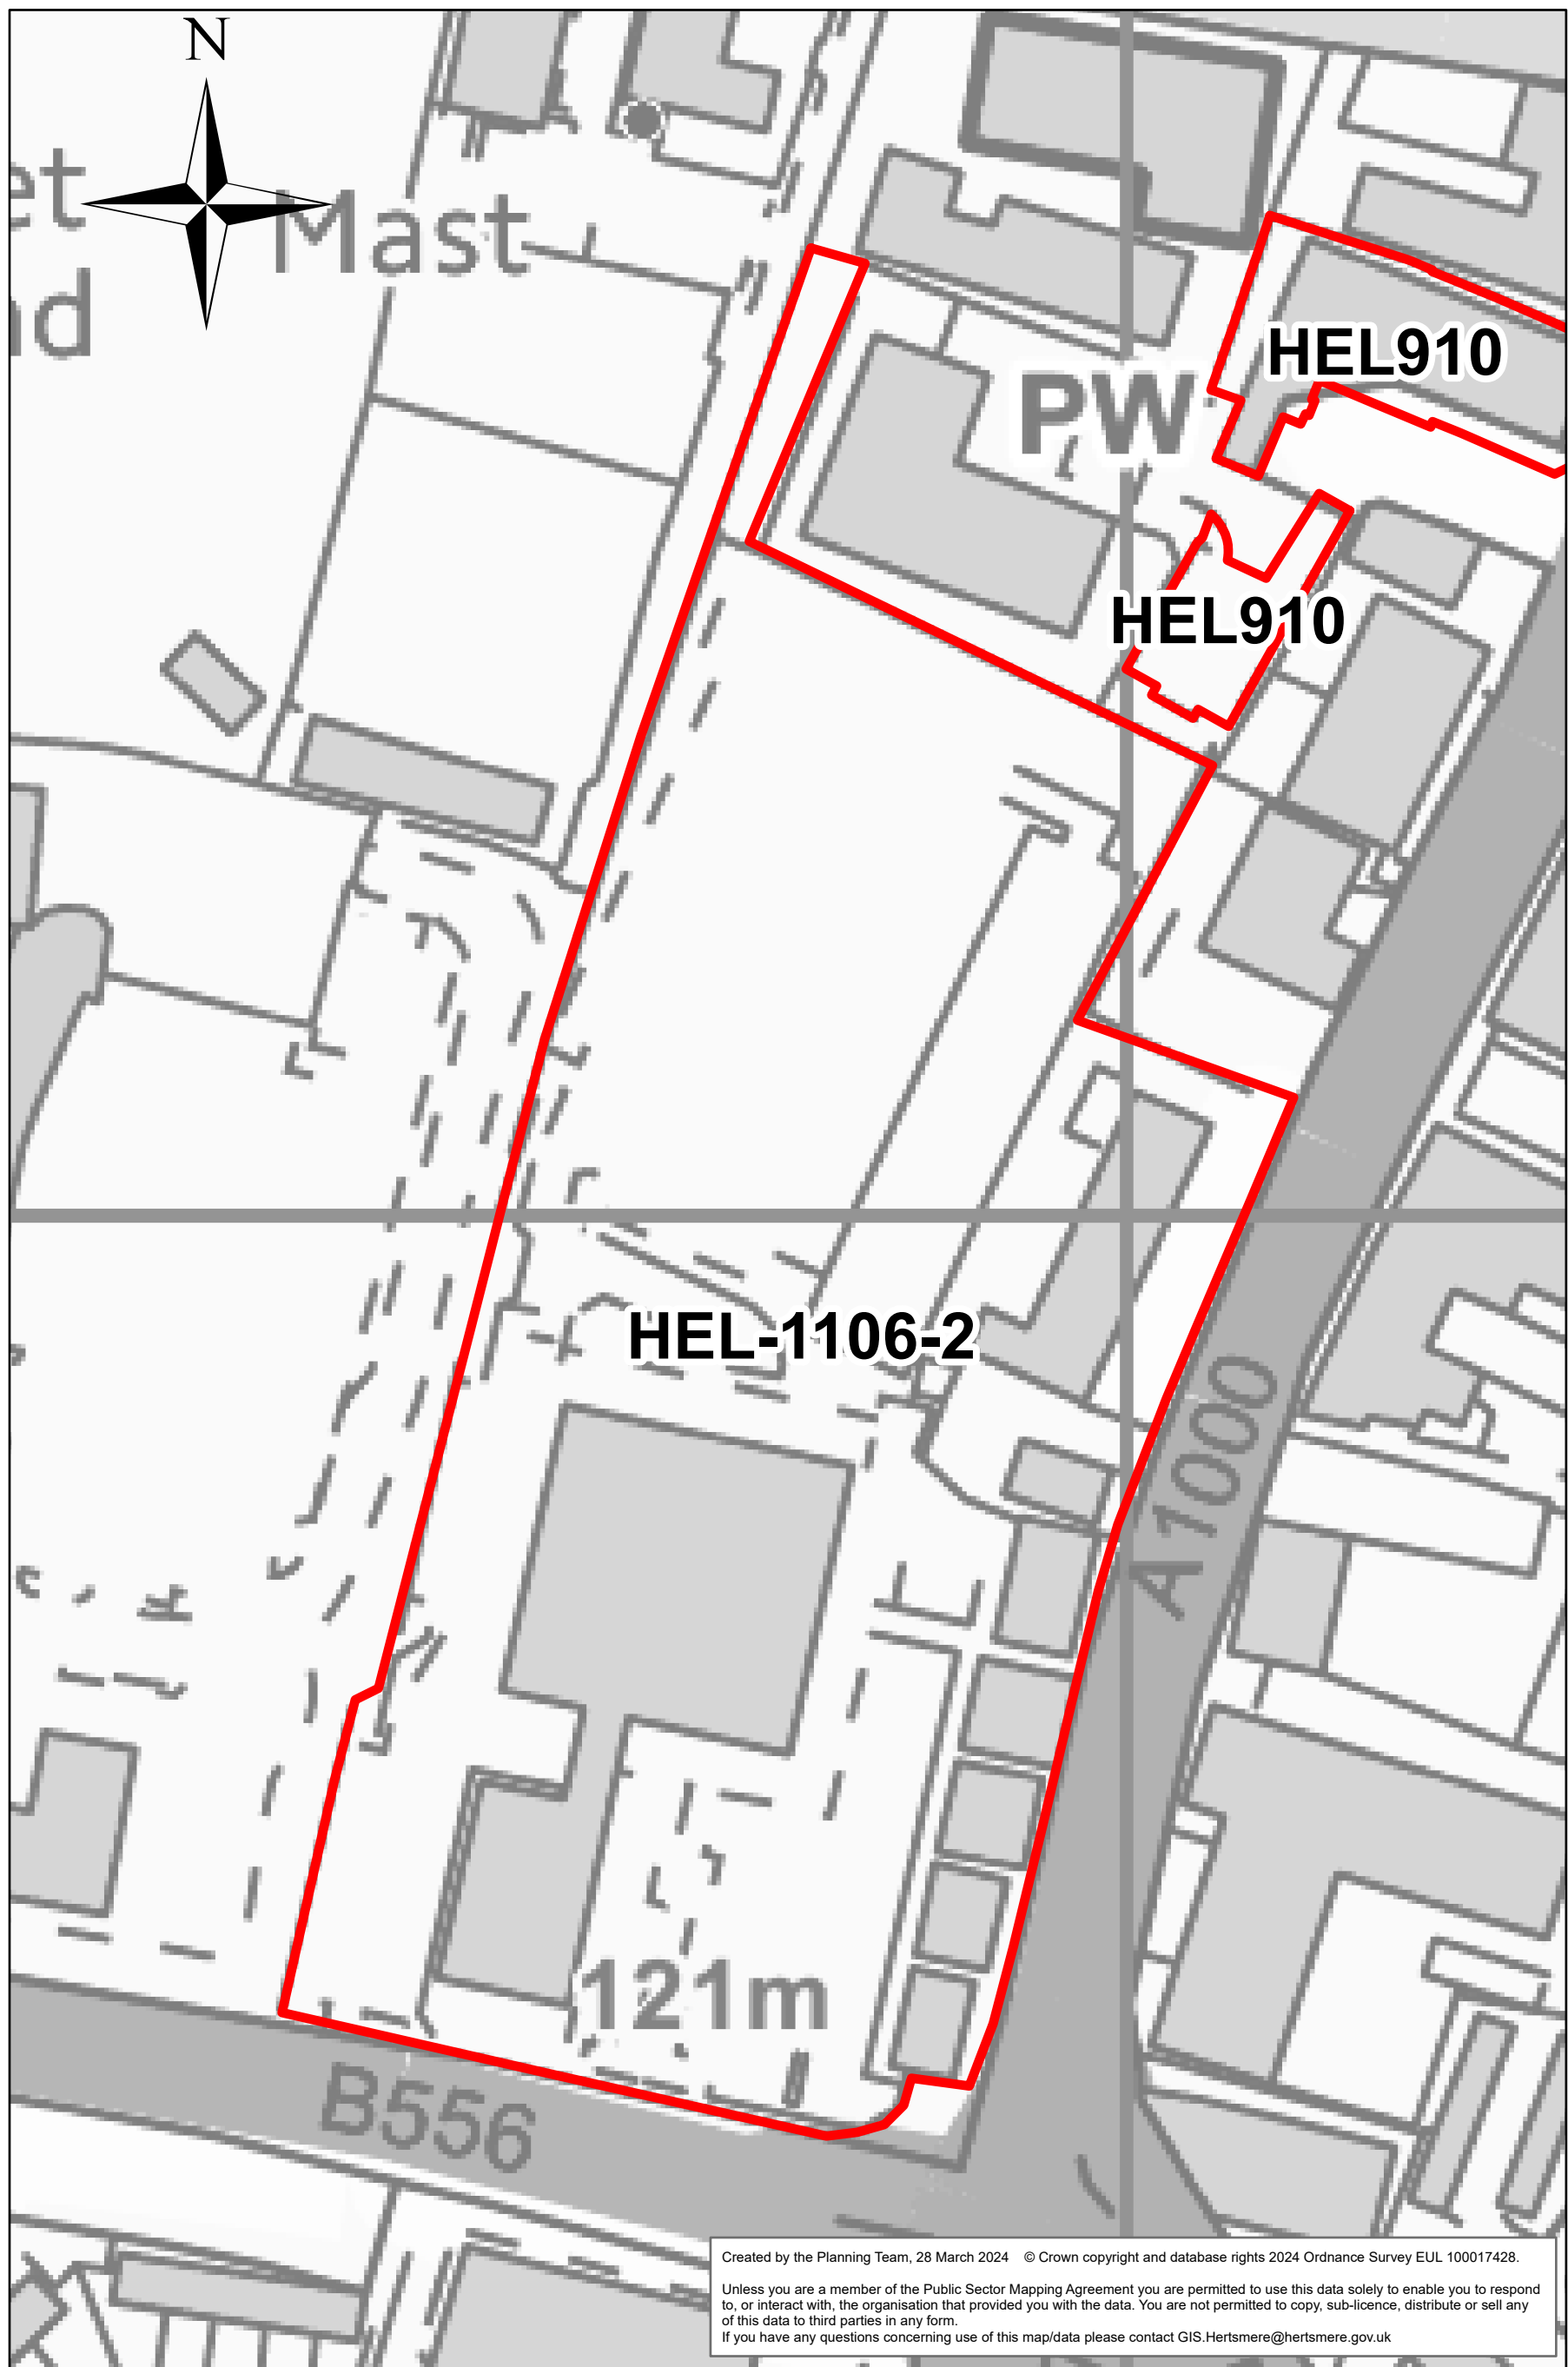 N
et
Mast
HEL910
PW
HEL910
HEL-1106-2
A1000
121m
B556
Created by the Planning Team, 28 March 2024 © Crown copyright and database rights 2024 Ordnance Survey EUL 100017428.
Unless you are a member of the Public Sector Mapping Agreement you are permitted to use this data solely to enable you to respond
to, or interact with, the organisation that provided you with the data. You are not permitted to copy, sub-licence, distribute or sell any
of this data to third parties in any form.
If you have any questions concerning use of this map/data please contact GIS.Hertsmere@hertsmere.gov.uk